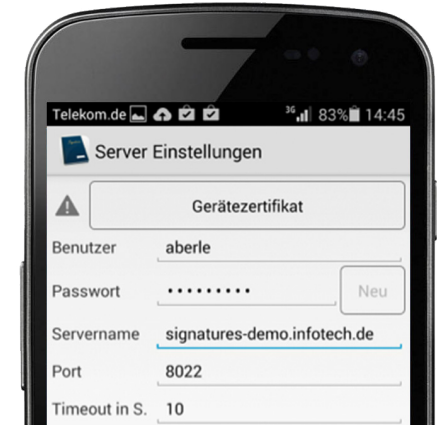 Telekom.de 3G 83% 14:45
Server Einstellungen
Gerätezertifikat
Benutzer aberle
Passwort ••••••••• Neu
Servername signatures-demo.infotech.de
Port 8022
Timeout in S. 10